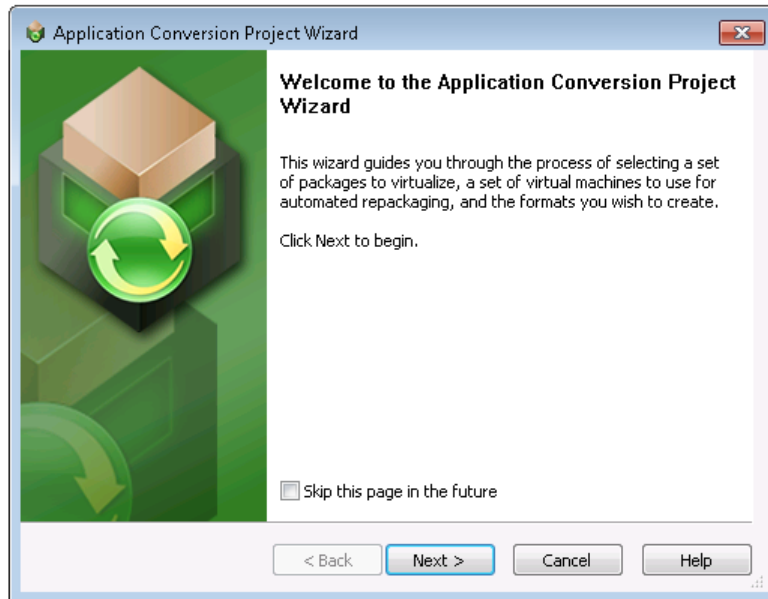 Application Conversion Project Wizard
Welcome to the Application Conversion Project
Wizard
This wizard guides you through the process of selecting a set
of packages to virtualize, a set of virtual machines to use for
automated repackaging, and the formats you wish to create.
Click Next to begin.
Skip this page in the future
< Back Next > Cancel Help